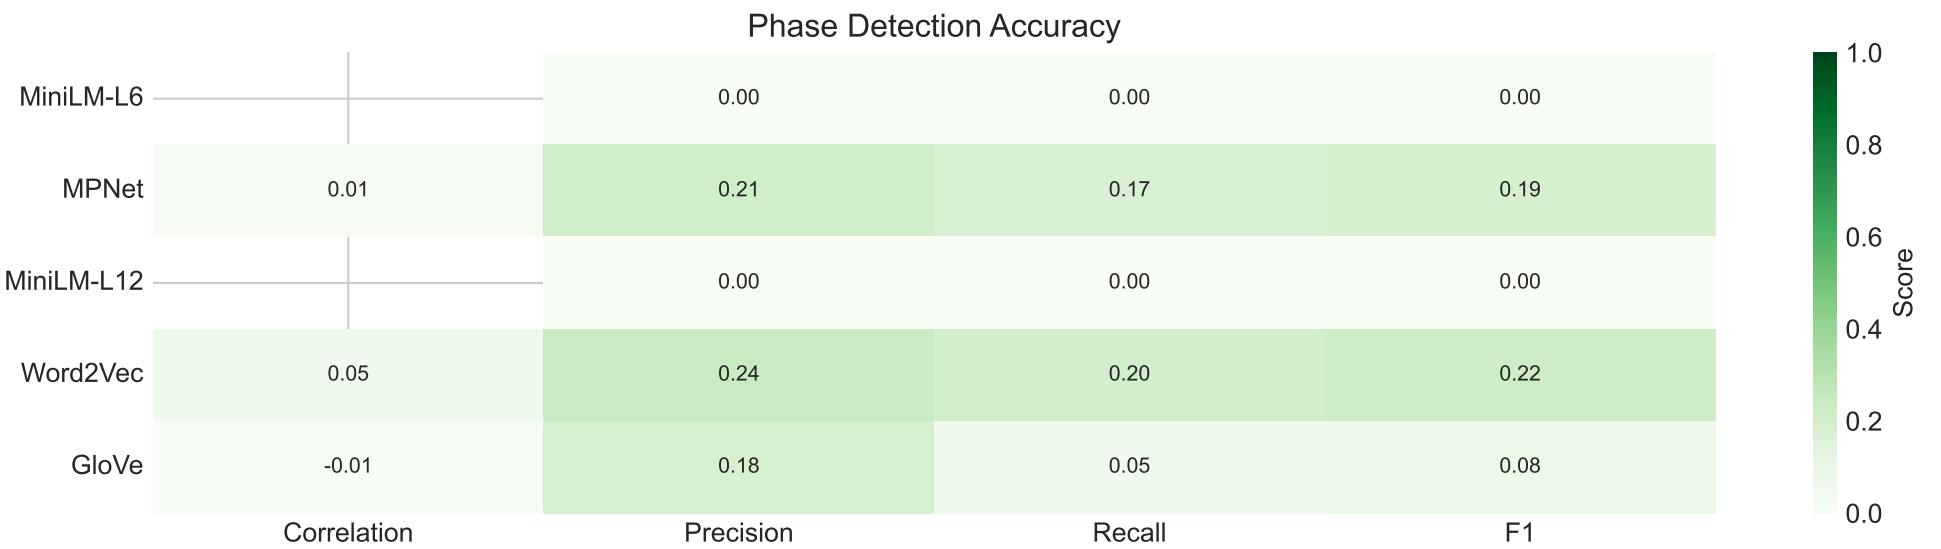 Phase Detection Accuracy
MiniLM-L6 0.00 0.00 0.00
MPNet 0.01 0.21 0.17 0.19
MiniLM-L12 0.00 0.00 0.00
Word2Vec 0.05 0.24 0.20 0.22
GloVe -0.01 0.18 0.05 0.08
Correlation Precision Recall F1
1.0
0.8
0.6
0.4
0.2
0.0
Score